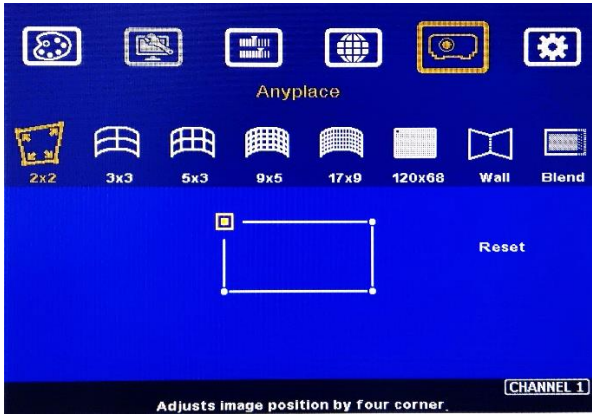 Anyplace
2x2 3x3 5x3 9x5 17x9 120x68 Wall Blend
Reset
CHANNEL 1
Adjusts image position by four corner.